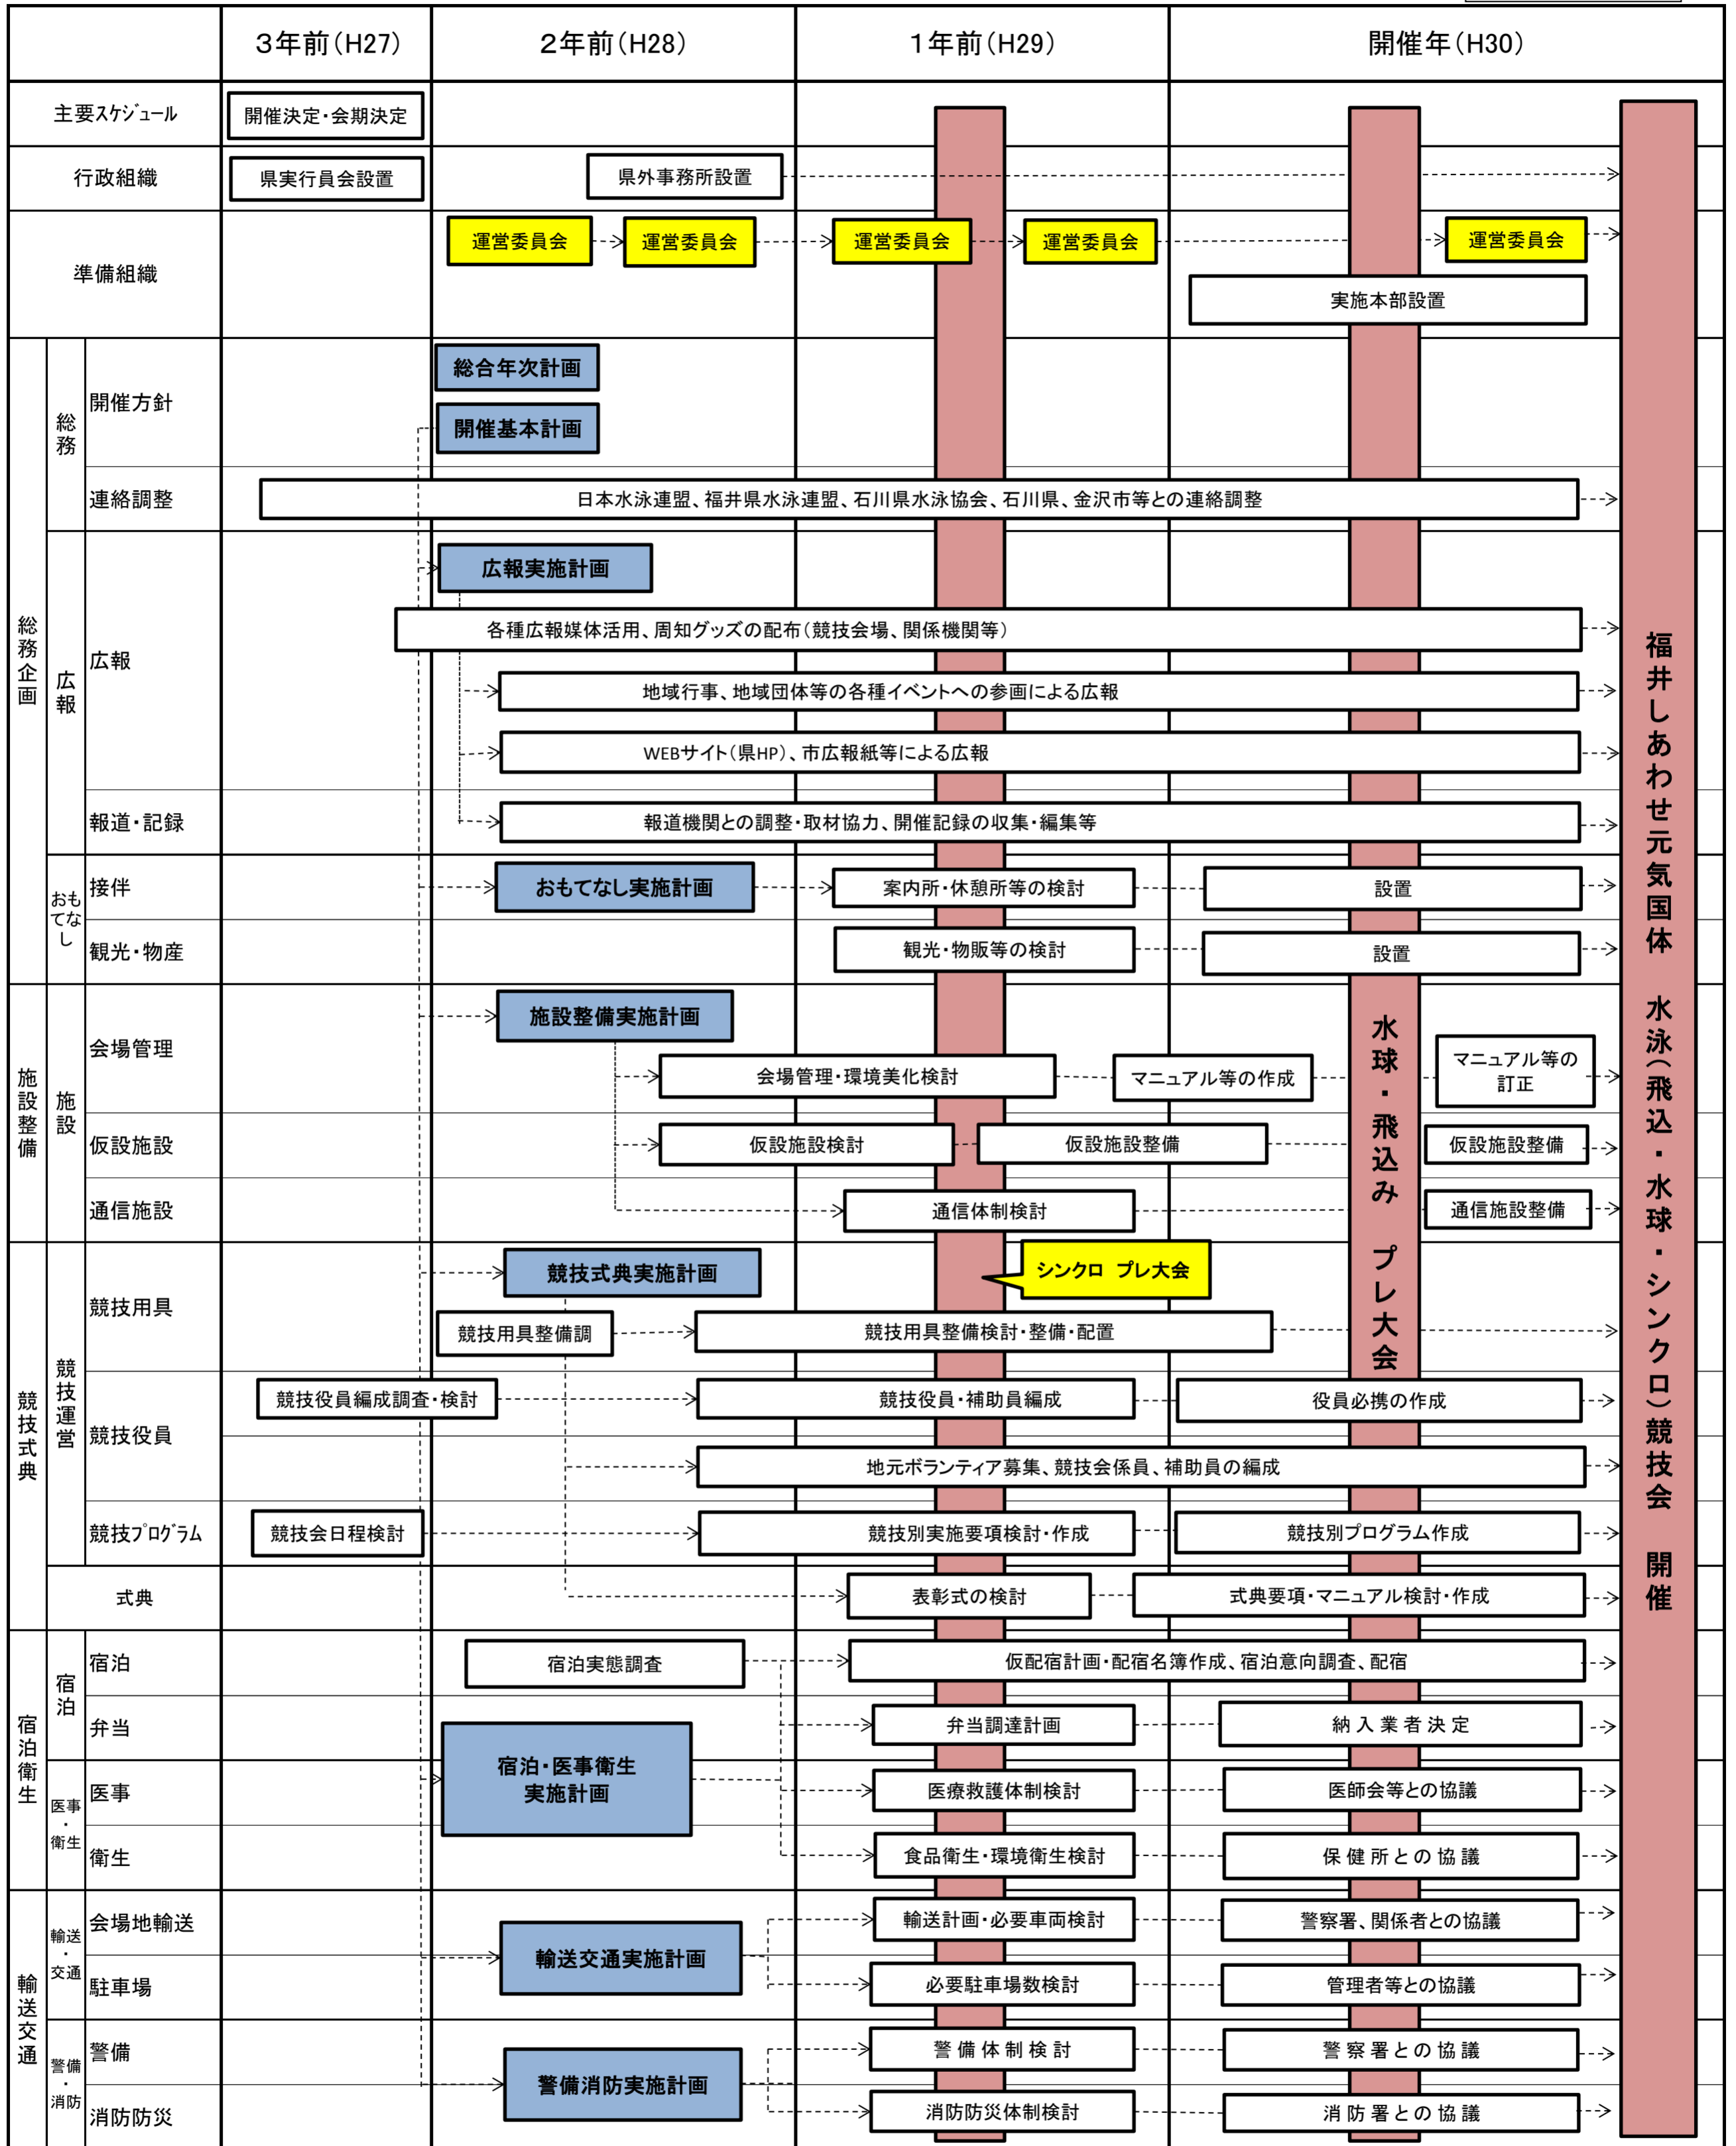 ３年前（H27）
２年前（H28）
１年前（H29）
開催年（H30）
主要スケジュール
開催決定・会期決定
行政組織
県実行員会設置
県外事務所設置
準備組織
運営委員会
運営委員会
運営委員会
運営委員会
運営委員会
実施本部設置
総務企画
総務
開催方針
総合年次計画
開催基本計画
連絡調整
日本水泳連盟、福井県水泳連盟、石川県水泳協会、石川県、金沢市等との連絡調整
広報
広報
広報実施計画
各種広報媒体活用、周知グッズの配布（競技会場、関係機関等）
地域行事、地域団体等の各種イベントへの参画による広報
WEBサイト（県HP）、市広報紙等による広報
報道・記録
報道機関との調整・取材協力、開催記録の収集・編集等
おも
てな
し
接伴
おもてなし実施計画
案内所・休憩所等の検討
設置
観光・物産
観光・物販等の検討
設置
施設整備
施設
会場管理
施設整備実施計画
会場管理・環境美化検討
マニュアル等の作成
マニュアル等の
訂正
仮設施設
仮設施設検討
仮設施設整備
仮設施設整備
通信施設
通信体制検討
通信施設整備
競技式典
競技運営
競技用具
競技式典実施計画
シンクロ プレ大会
競技用具整備調
競技用具整備検討・整備・配置
競技役員
競技役員編成調査・検討
競技役員・補助員編成
役員必携の作成
地元ボランティア募集、競技会係員、補助員の編成
競技プログラム
競技会日程検討
競技別実施要項検討・作成
競技別プログラム作成
式典
表彰式の検討
式典要項・マニュアル検討・作成
宿泊衛生
宿泊
宿泊
宿泊実態調査
仮配宿計画・配宿名簿作成、宿泊意向調査、配宿
弁当
弁当調達計画
納入業者決定
宿泊・医事衛生
実施計画
医事
・
衛生
医事
医療救護体制検討
医師会等との協議
衛生
食品衛生・環境衛生検討
保健所との協議
輸送交通
輸送
・
交通
会場地輸送
輸送交通実施計画
輸送計画・必要車両検討
警察署、関係者との協議
駐車場
必要駐車場数検討
管理者等との協議
警備
・
消防
警備
警備消防実施計画
警備体制検討
警察署との協議
消防防災
消防防災体制検討
消防署との協議
水球・飛込み プレ大会
福井しあわせ元気国体 水泳（飛込・水球・シンクロ）競技会 開催